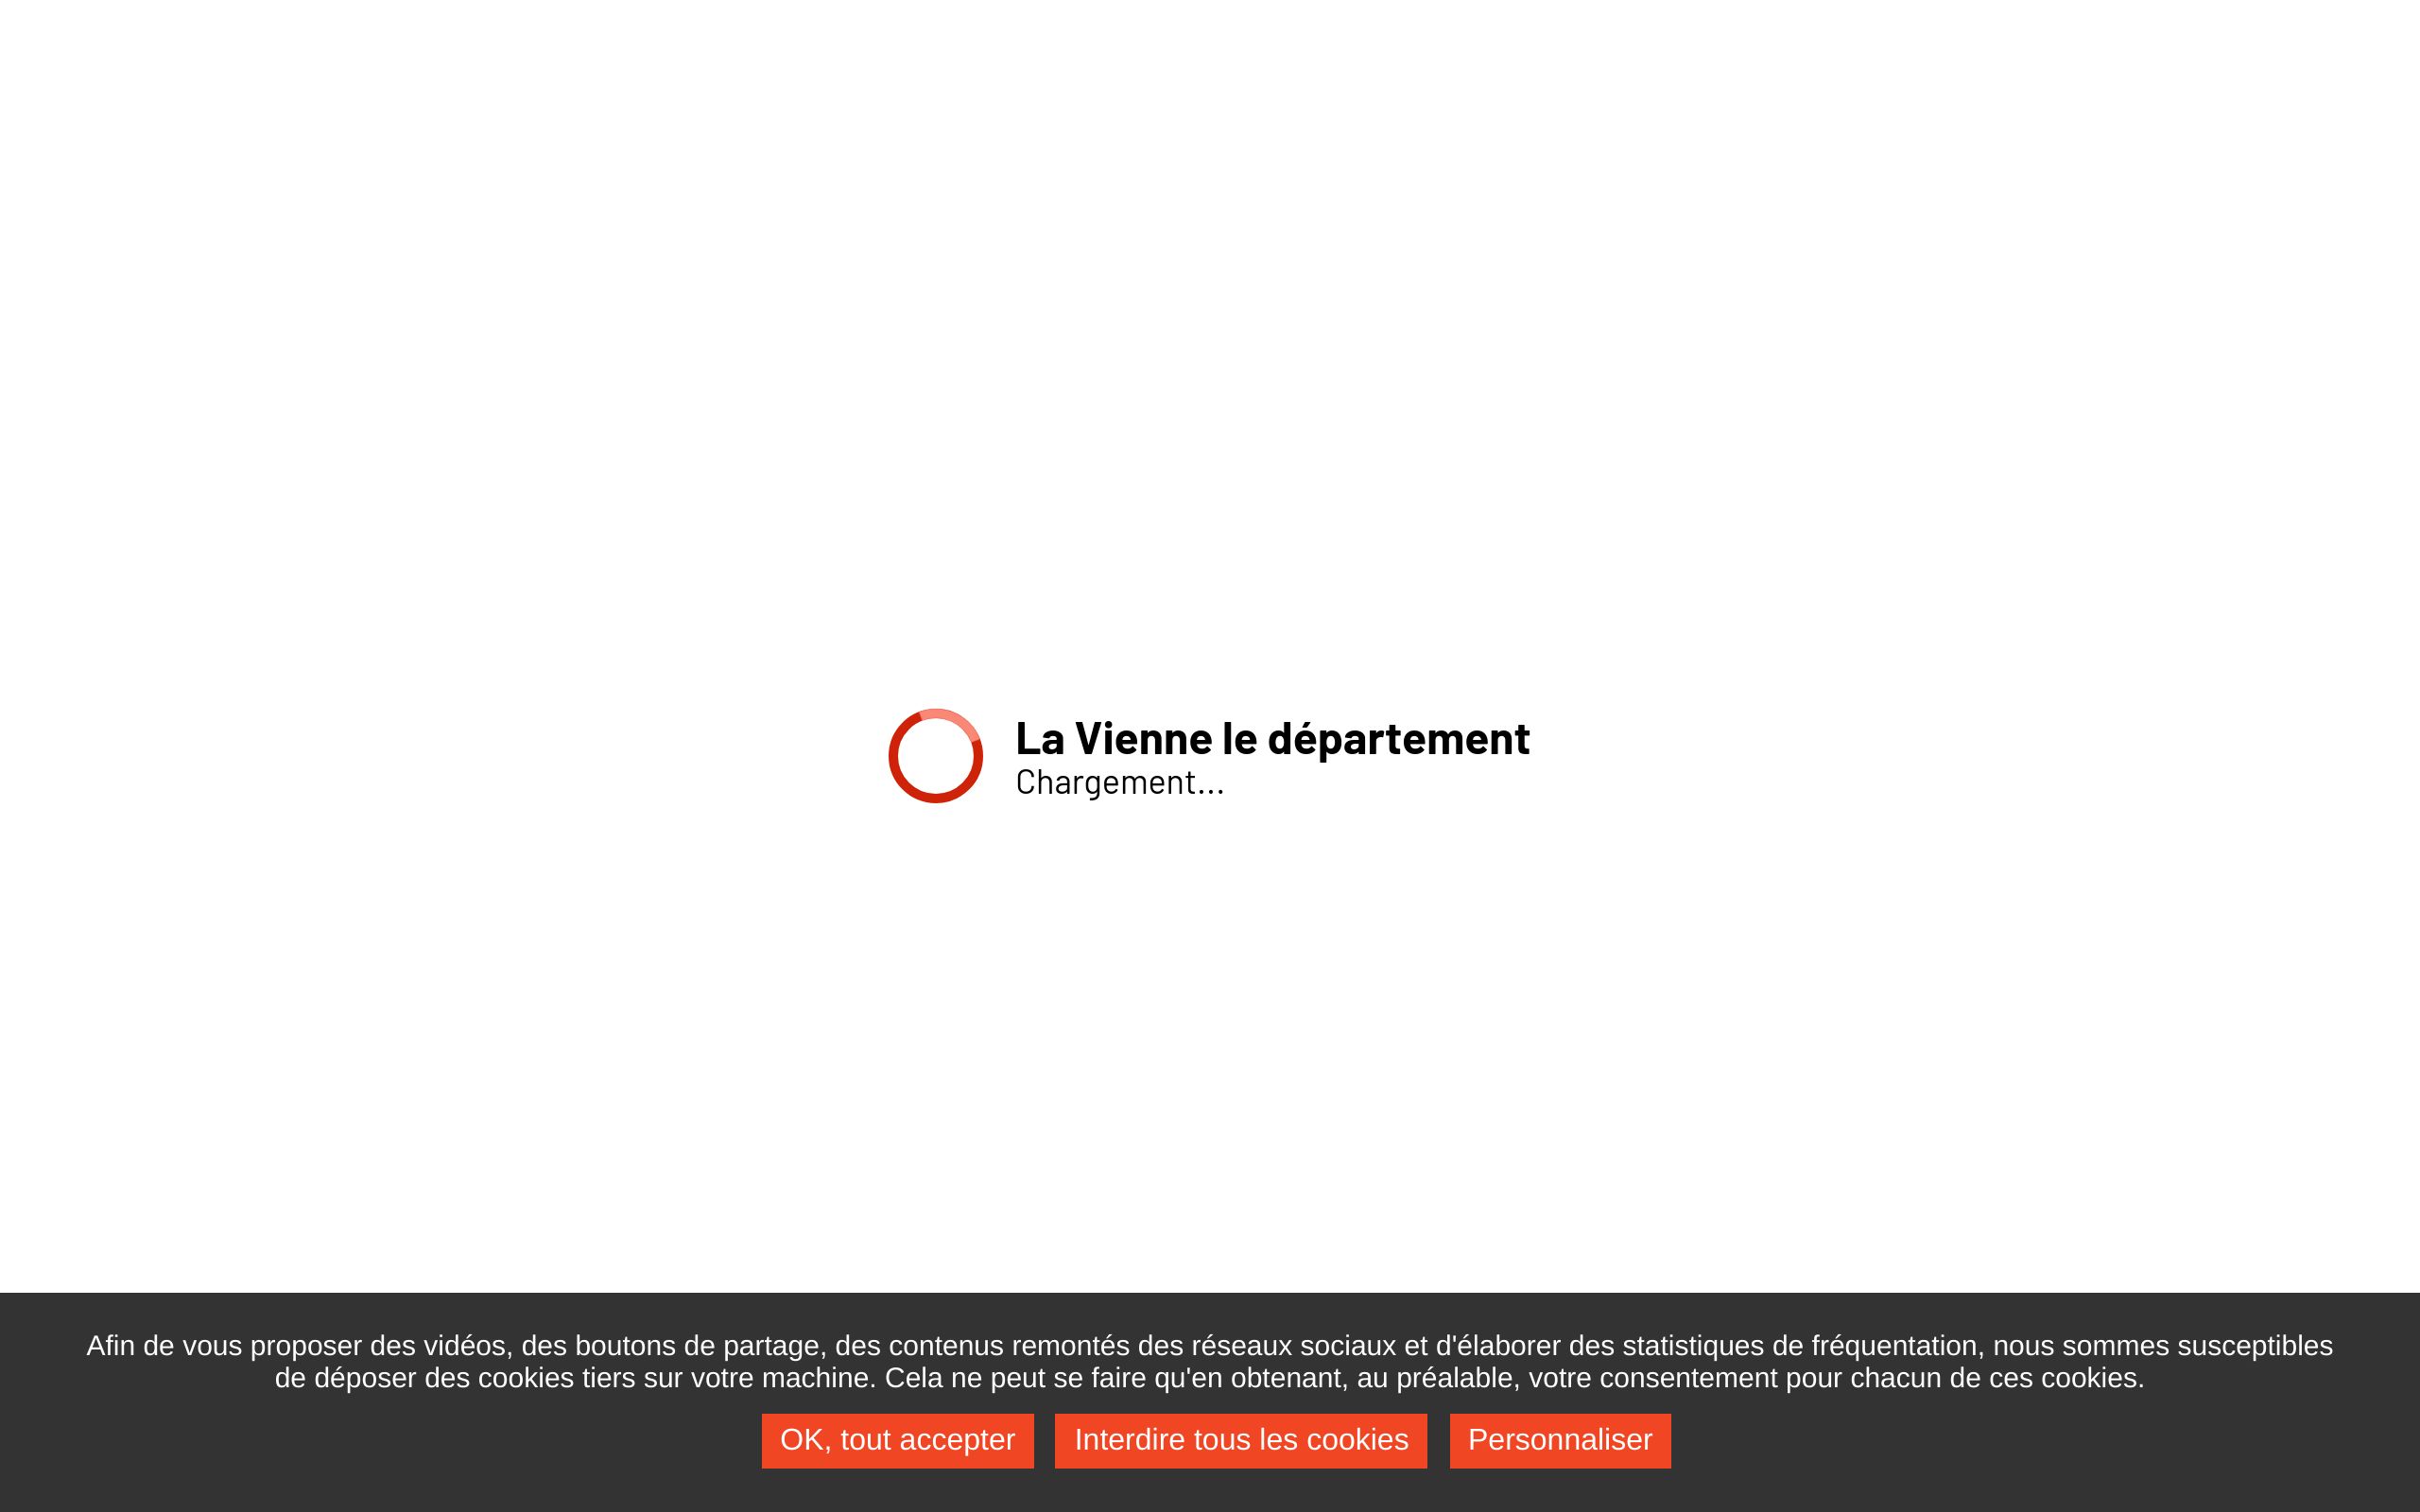 La Vienne le département
Chargement...
Afin de vous proposer des vidéos, des boutons de partage, des contenus remontés des réseaux sociaux et d'élaborer des statistiques de fréquentation, nous sommes susceptibles
de déposer des cookies tiers sur votre machine. Cela ne peut se faire qu'en obtenant, au préalable, votre consentement pour chacun de ces cookies.
OK, tout accepter Interdire tous les cookies Personnaliser